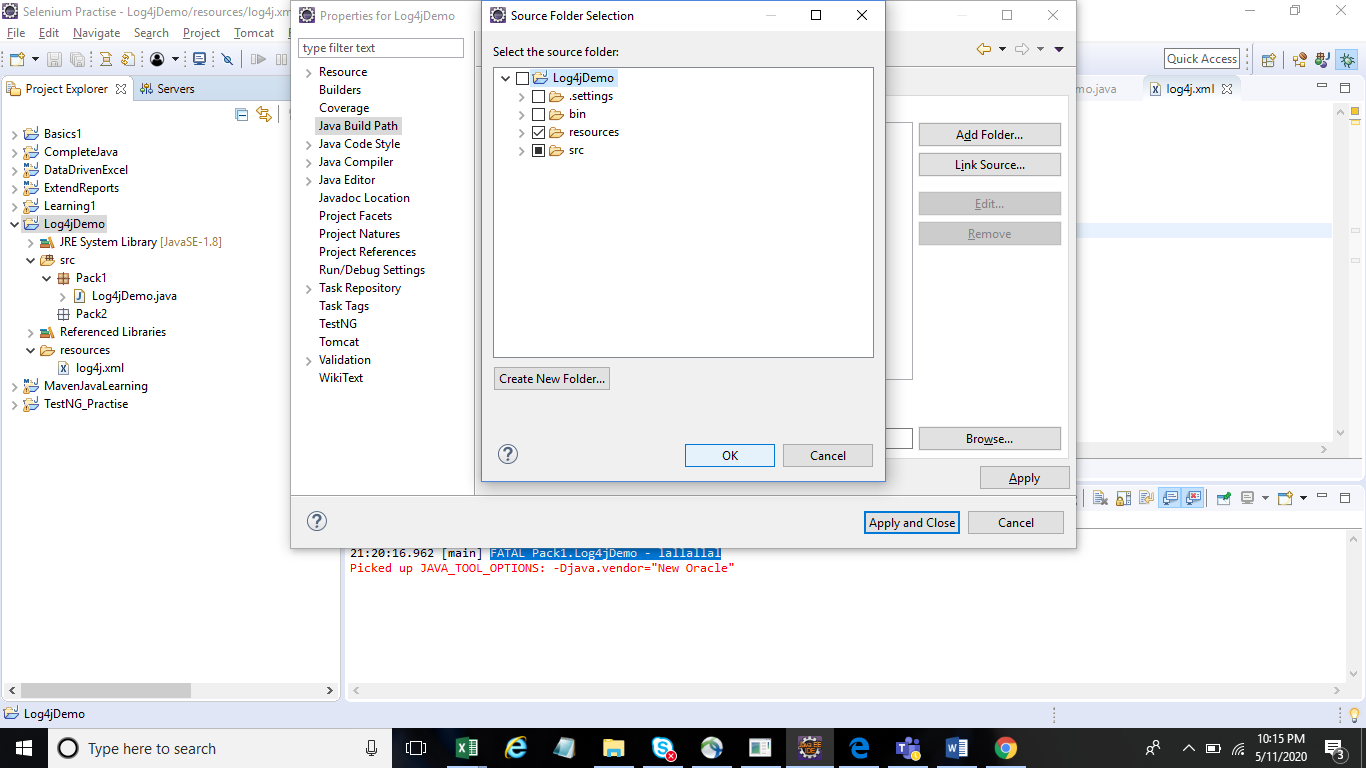 Selenium Practise - Log4jDemo/resources/log4j.xm
File Edit Navigate Search Project Tomcat
Quick Access
Project Explorer
Servers
Basics1
CompleteJava
DataDrivenExcel
ExtendReports
Learning1
Log4jDemo
JRE System Library [JavaSE-1.8]
src
Pack1
Log4jDemo.java
Pack2
Referenced Libraries
resources
log4j.xml
MavenJavaLearning
TestNG_Practise
Properties for Log4jDemo
type filter text
Resource
Builders
Coverage
Java Build Path
Java Code Style
Java Compiler
Java Editor
Javadoc Location
Project Facets
Project Natures
Project References
Run/Debug Settings
Task Repository
Task Tags
TestNG
Tomcat
Validation
WikiText
Source Folder Selection
Select the source folder:
Log4jDemo
.settings
bin
resources
src
Create New Folder...
OK
Cancel
mo.java
log4j.xml
Add Folder...
Link Source...
Edit...
Remove
Browse...
Apply
Apply and Close
Cancel
21:20:16.962 [main] FATAL Pack1.Log4jDemo - lallallal
Picked up JAVA_TOOL_OPTIONS: -Djava.vendor="New Oracle"
Log4jDemo
Type here to search
10:15 PM
5/11/2020
3